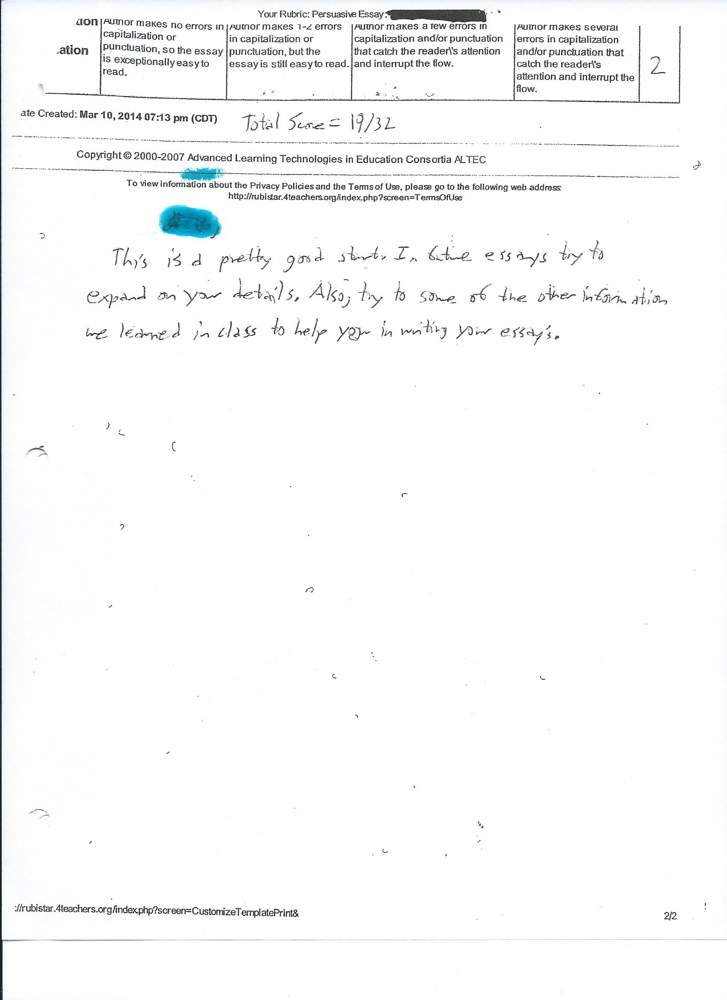 Your Rubric: Persuasive Essay:
tion Author makes no errors in Author makes 1-2 errors Author makes a few errors in Author makes several
capitalization or in capitalization or capitalization and/or punctuation errors in capitalization
ation punctuation, so the essay punctuation, but the that catch the reader\'s attention and/or punctuation that
is exceptionally easy to essay is still easy to read. and interrupt the flow. catch the reader\'s 2
read. attention and interrupt the
flow.
ate Created: Mar 10, 2014 07:13 pm (CDT) Total Score = 19/32
Copyright © 2000-2007 Advanced Learning Technologies in Education Consortia ALTEC
To view information about the Privacy Policies and the Terms of Use, please go to the following web address:
http://rubistar.4teachers.org/index.php?screen=TermsOfUse
This is a pretty good start. In future essays try to
expand on your details. Also, try to some of the other information
we learned in class to help your in writing your essay's.
://rubistar.4teachers.org/index.php?screen=CustomizeTemplatePrint& 2/2